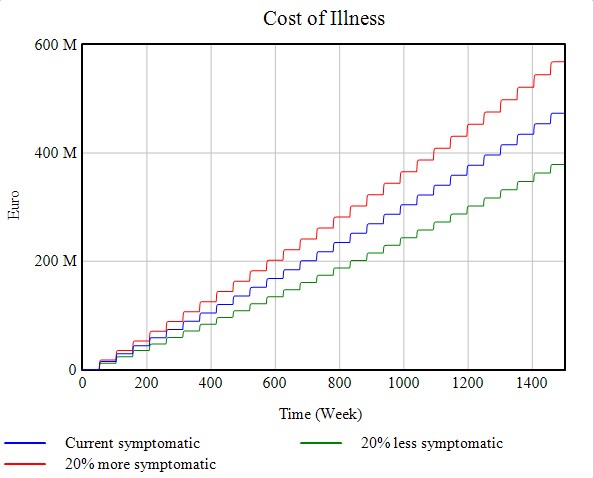 Cost of Illness
600 M
400 M
200 M
0
Euro
0 200 400 600 800 1000 1200 1400
Time (Week)
Current symptomatic 20% less symptomatic
20% more symptomatic